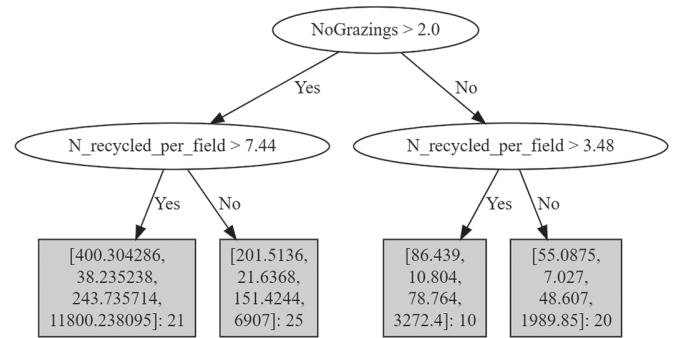 NoGrazings > 2.0
Yes
No
N_recycled_per_field > 7.44
N_recycled_per_field > 3.48
Yes
No
Yes
No
[400.304286,
38.235238,
243.735714,
11800.238095]: 21
[201.5136,
21.6368,
151.4244,
6907]: 25
[86.439,
10.804,
78.764,
3272.4]: 10
[55.0875,
7.027,
48.607,
1989.85]: 20